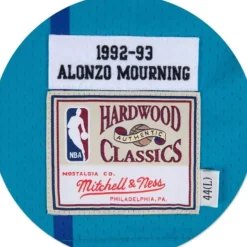 1992-93
ALONZO MOURNING
HARDWOOD
AUTHENTIC
CLASSICS
NBA
NOSTALGIA CO.
Mitchell & Ness
PHILADELPHIA, PA.
44(L)